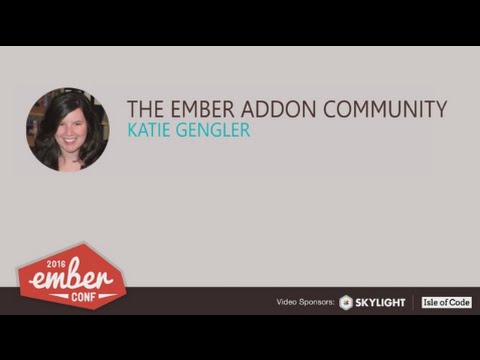 THE EMBER ADDON COMMUNITY
KATIE GENGLER
2016
ember
CONF
Video Sponsors: SKYLIGHT Isle of Code